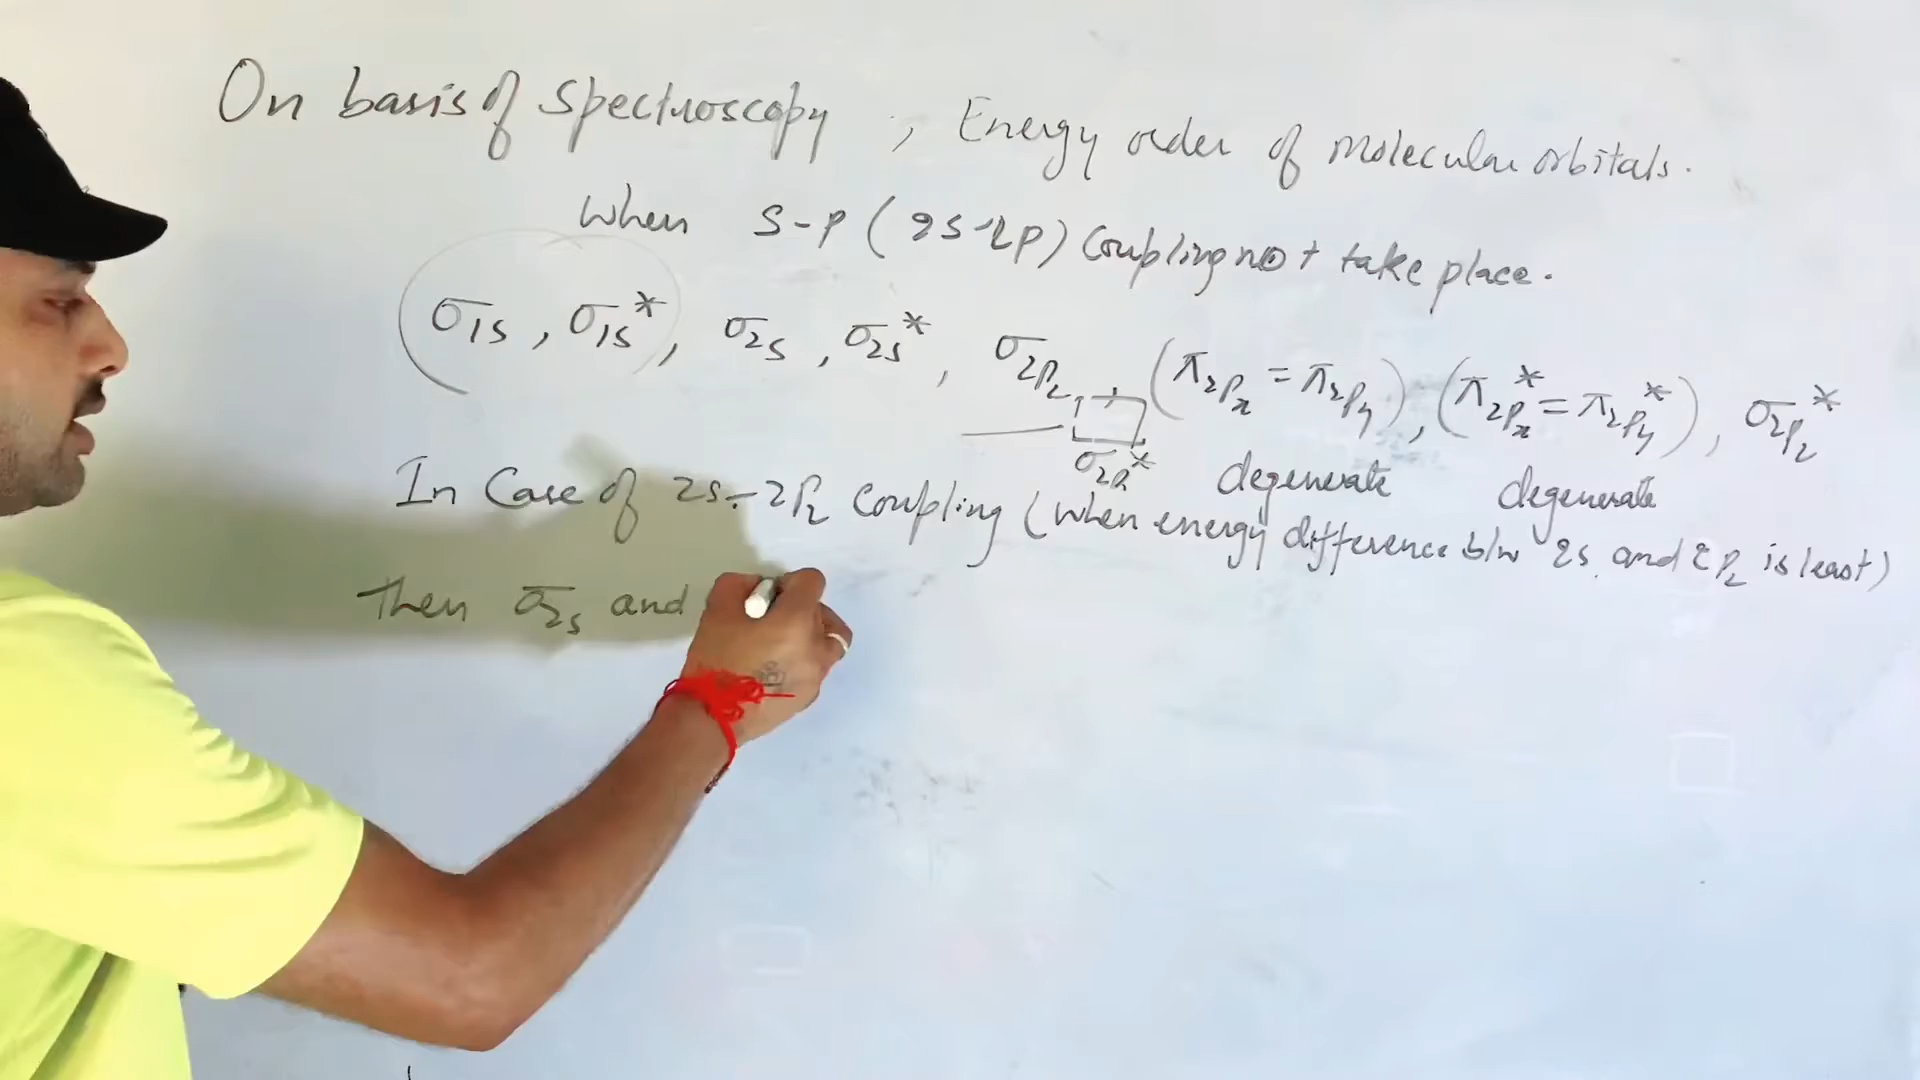 On basis of spectroscopy , Energy order of molecular orbitals.
when s-p (2s-2p) Coupling not take place.
σ1s , σ1s* , σ2s , σ2s* , σ2pz (π2px = π2py) , (π2px* = π2py*) , σ2pz*
σ2pz* degenerate degenerate
In Case of 2s-2pz coupling (when energy difference b/w 2s and 2pz is least)
Then σ2s and